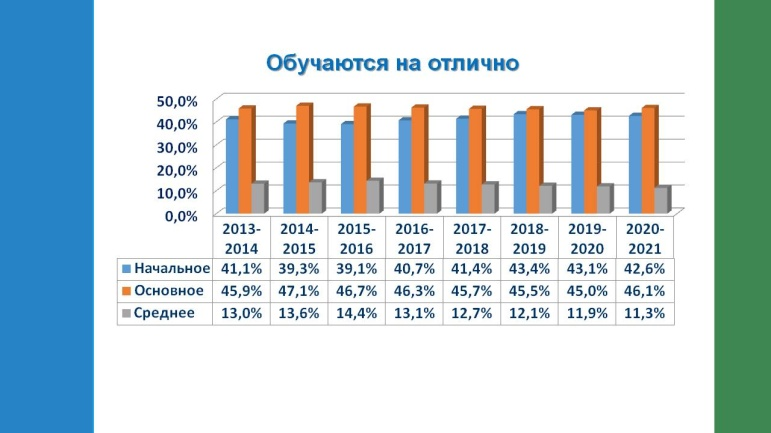 Обучаются на отлично
50,0%
40,0%
30,0%
20,0%
10,0%
0,0%
2013-2014 2014-2015 2015-2016 2016-2017 2017-2018 2018-2019 2019-2020 2020-2021
Начальное 41,1% 39,3% 39,1% 40,7% 41,4% 43,4% 43,1% 42,6%
Основное 45,9% 47,1% 46,7% 46,3% 45,7% 45,5% 45,0% 46,1%
Среднее 13,0% 13,6% 14,4% 13,1% 12,7% 12,1% 11,9% 11,3%